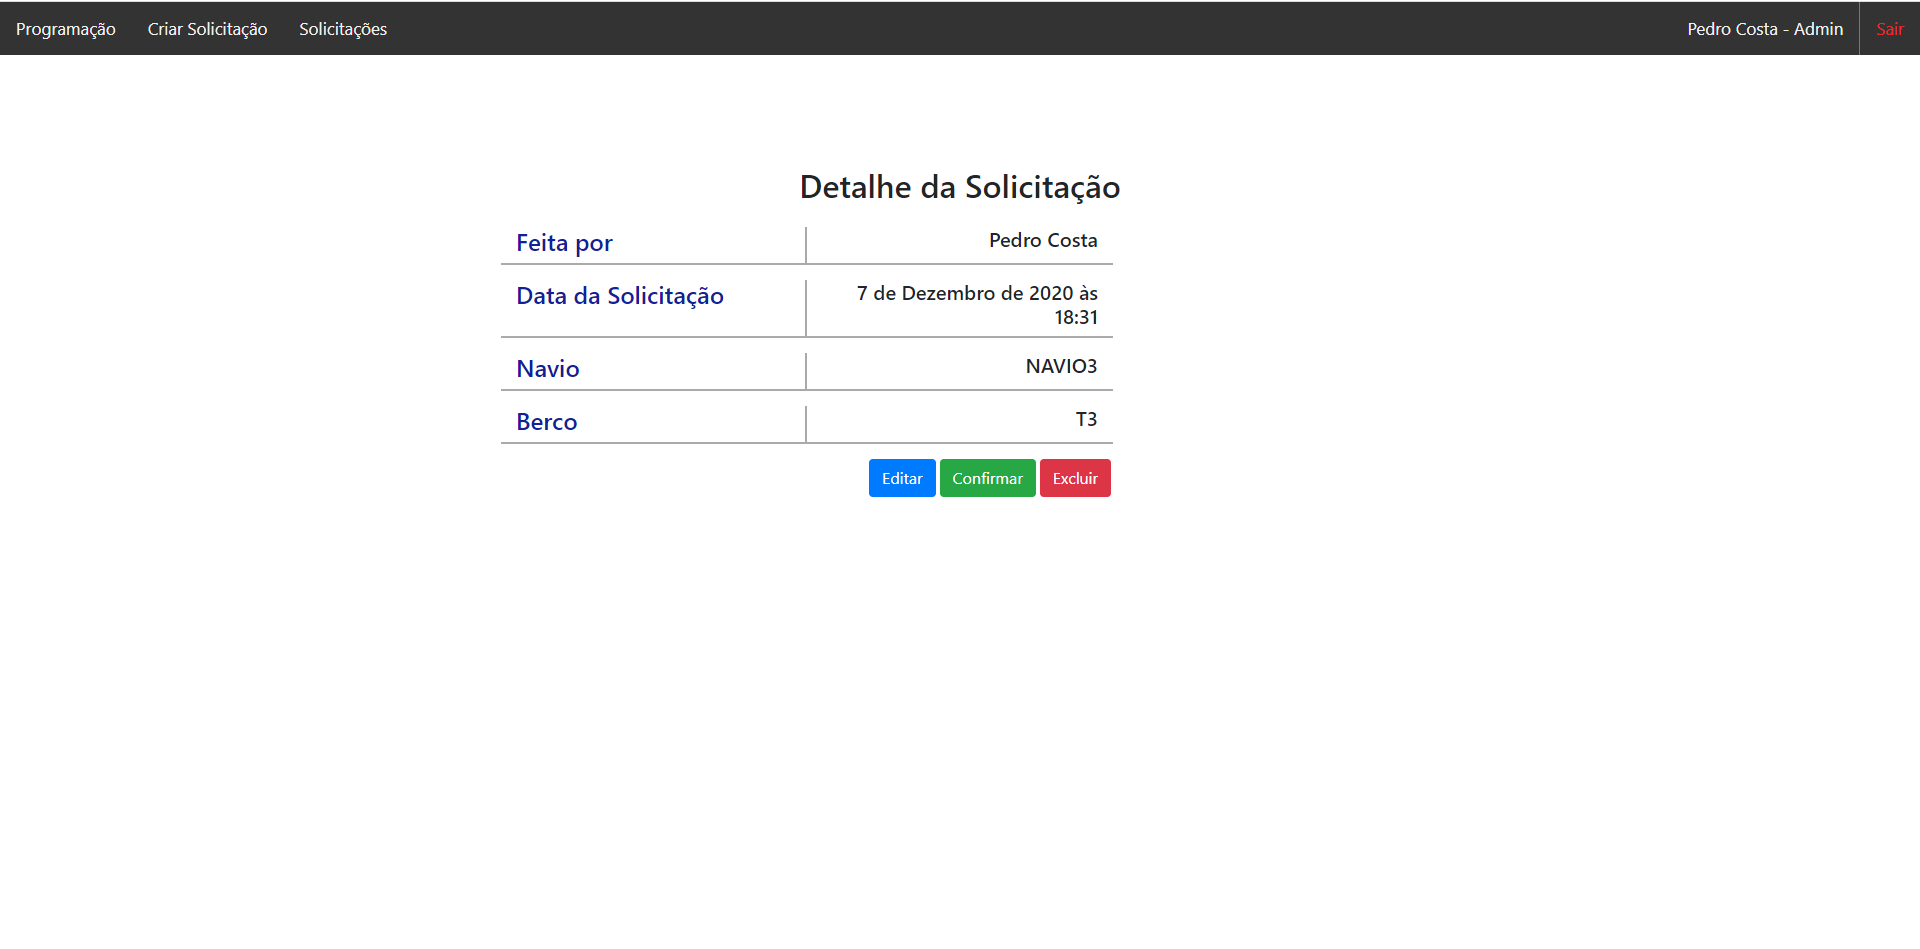 Programação Criar Solicitação Solicitações Pedro Costa - Admin Sair
Detalhe da Solicitação
Feita por Pedro Costa
Data da Solicitação 7 de Dezembro de 2020 às
18:31
Navio NAVIO3
Berco T3
Editar Confirmar Excluir